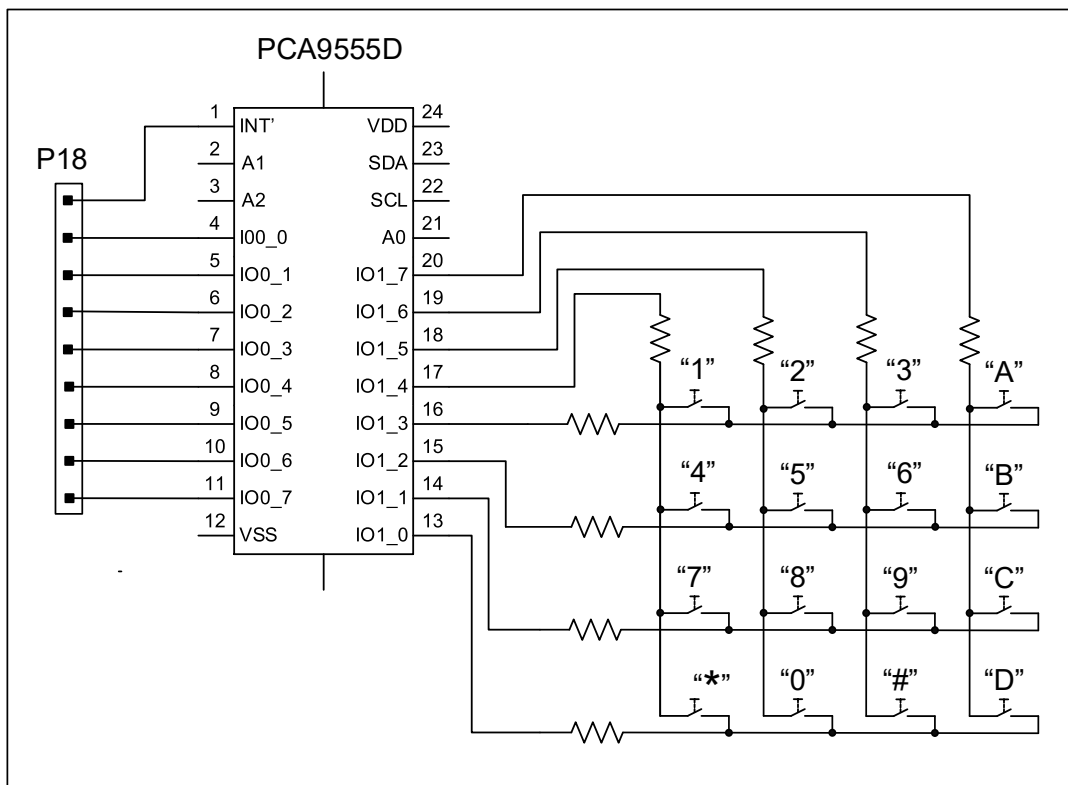 PCA9555D
P18
1 INT' VDD 24
2 A1 SDA 23
3 A2 SCL 22
4 I00_0 A0 21
5 IO0_1 IO1_7 20
6 IO0_2 IO1_6 19
7 IO0_3 IO1_5 18
8 IO0_4 IO1_4 17
9 IO0_5 IO1_3 16
10 IO0_6 IO1_2 15
11 IO0_7 IO1_1 14
12 VSS IO1_0 13
“1” “2” “3” “A”
“4” “5” “6” “B”
“7” “8” “9” “C”
“*” “0” “#” “D”
-